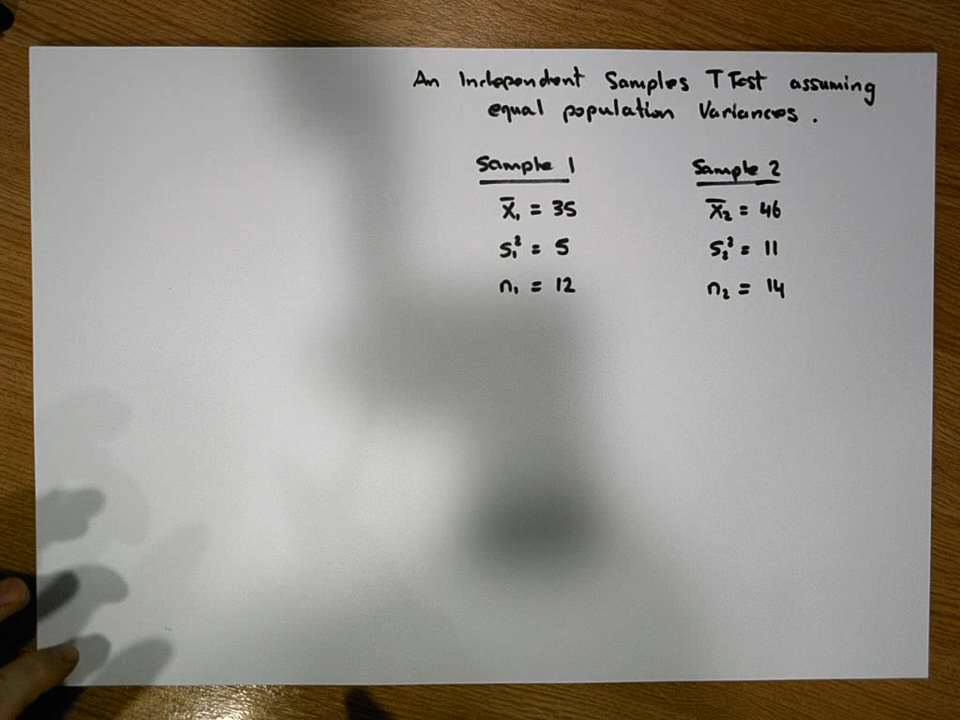 An Independent Samples T Test assuming
equal population Variances.
Sample 1
x̄₁ = 35
s₁² = 5
n₁ = 12
Sample 2
x̄₂ = 46
s₂² = 11
n₂ = 14